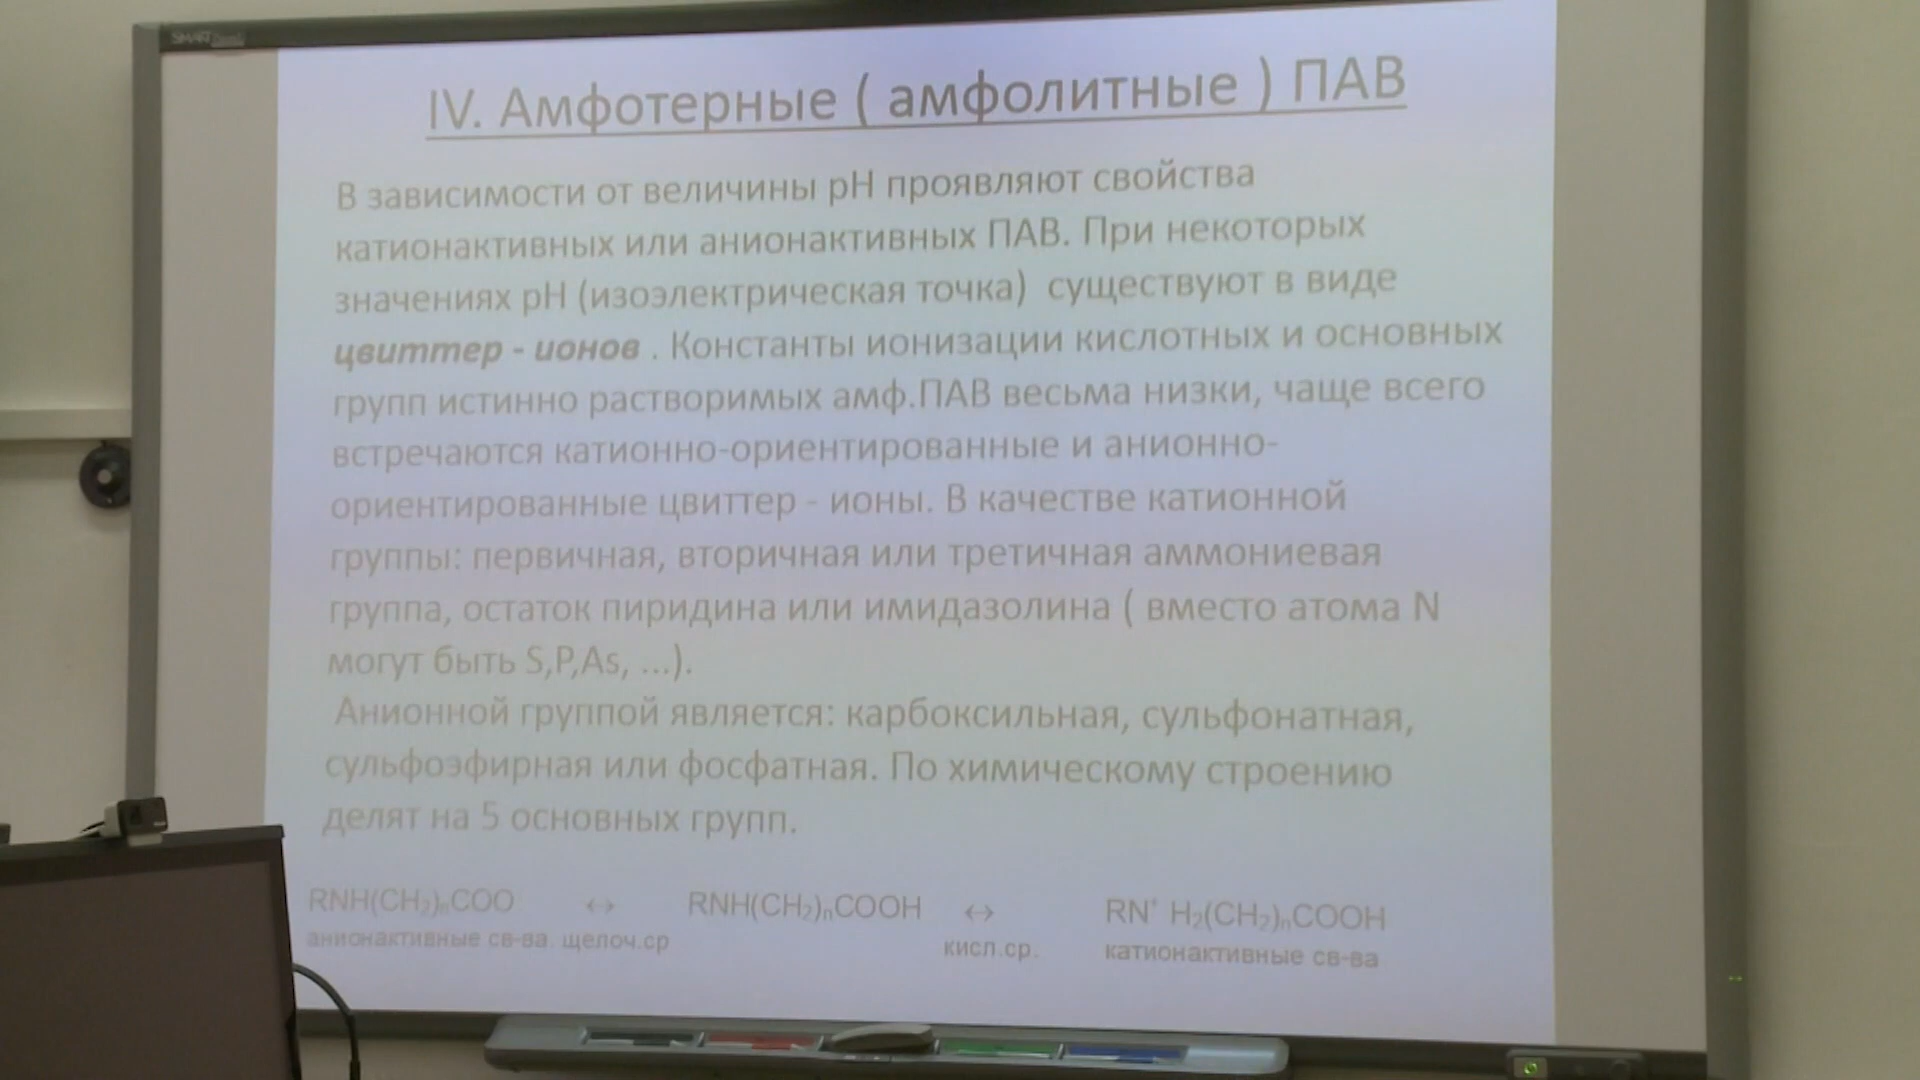 SMART
IV. Амфотерные ( амфолитные ) ПАВ
В зависимости от величины pH проявляют свойства
катионактивных или анионактивных ПАВ. При некоторых
значениях pH (изоэлектрическая точка) существуют в виде
цвиттер - ионов . Константы ионизации кислотных и основных
групп истинно растворимых амф.ПАВ весьма низки, чаще всего
встречаются катионно-ориентированные и анионно-
ориентированные цвиттер - ионы. В качестве катионной
группы: первичная, вторичная или третичная аммониевая
группа, остаток пиридина или имидазолина ( вместо атома N
могут быть S,P,As, ...).
Анионной группой является: карбоксильная, сульфонатная,
сульфоэфирная или фосфатная. По химическому строению
делят на 5 основных групп.
RNH(CH₂)ₙCOO ↔ RNH(CH₂)ₙCOOH ↔ RN⁺ H₂(CH₂)ₙCOOH
анионактивные св-ва. щелоч.ср кисл.ср. катионактивные св-ва